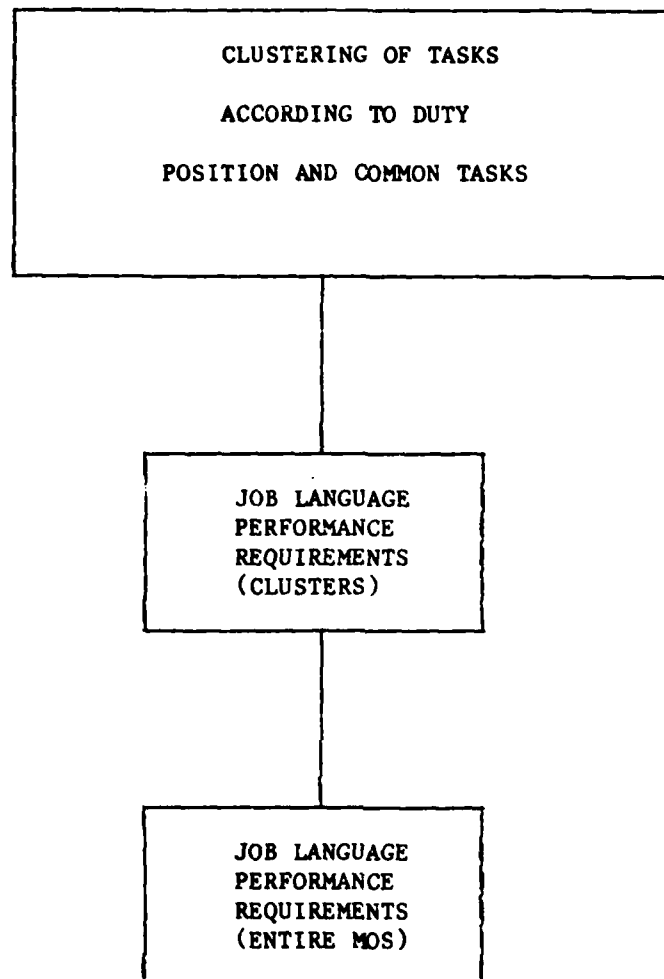 CLUSTERING OF TASKS
ACCORDING TO DUTY
POSITION AND COMMON TASKS
JOB LANGUAGE
PERFORMANCE
REQUIREMENTS
(CLUSTERS)
JOB LANGUAGE
PERFORMANCE
REQUIREMENTS
(ENTIRE MOS)